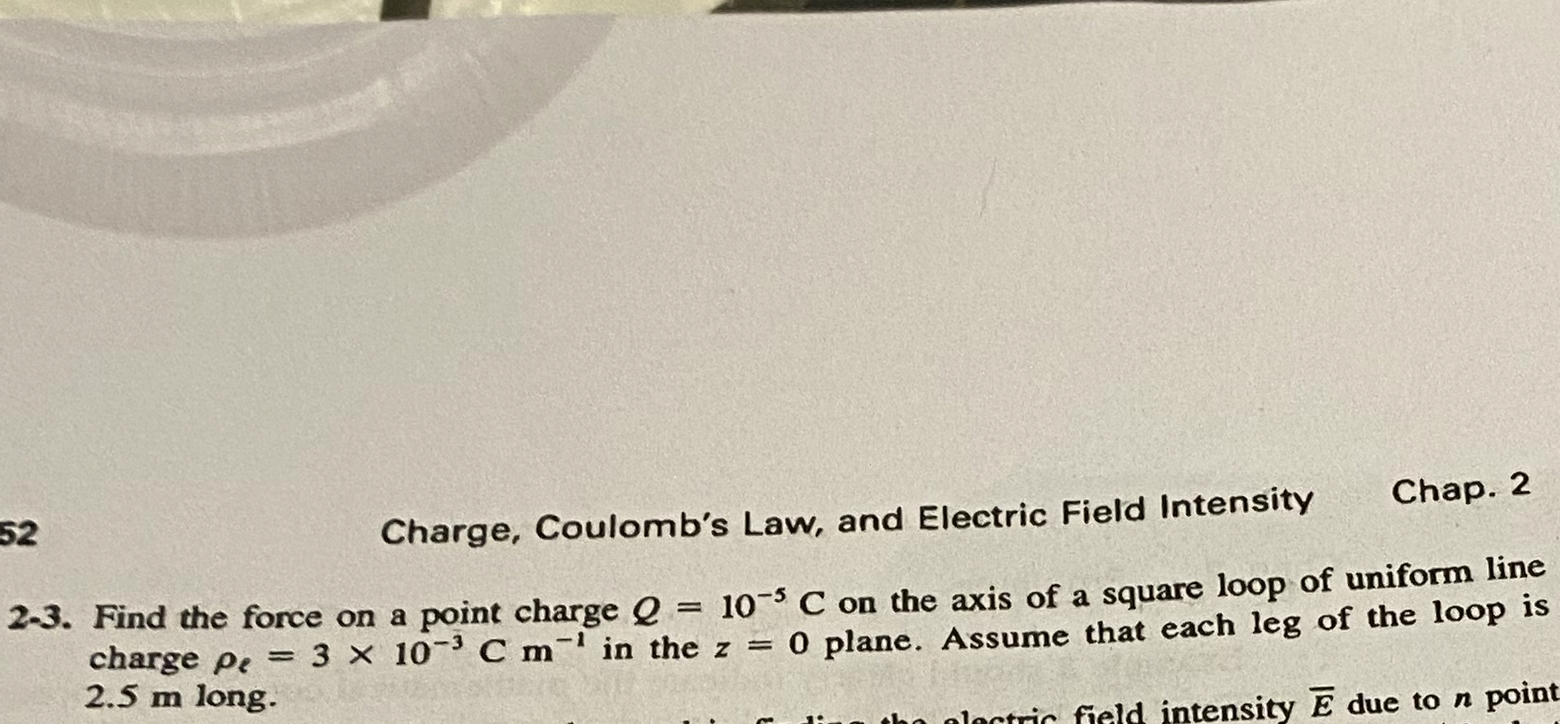 52 Charge, Coulomb's Law, and Electric Field Intensity Chap. 2
2-3. Find the force on a point charge Q = 10⁻⁵ C on the axis of a square loop of uniform line
charge ρℓ = 3 × 10⁻³ C m⁻¹ in the z = 0 plane. Assume that each leg of the loop is
2.5 m long.
the electric field intensity E̅ due to n point